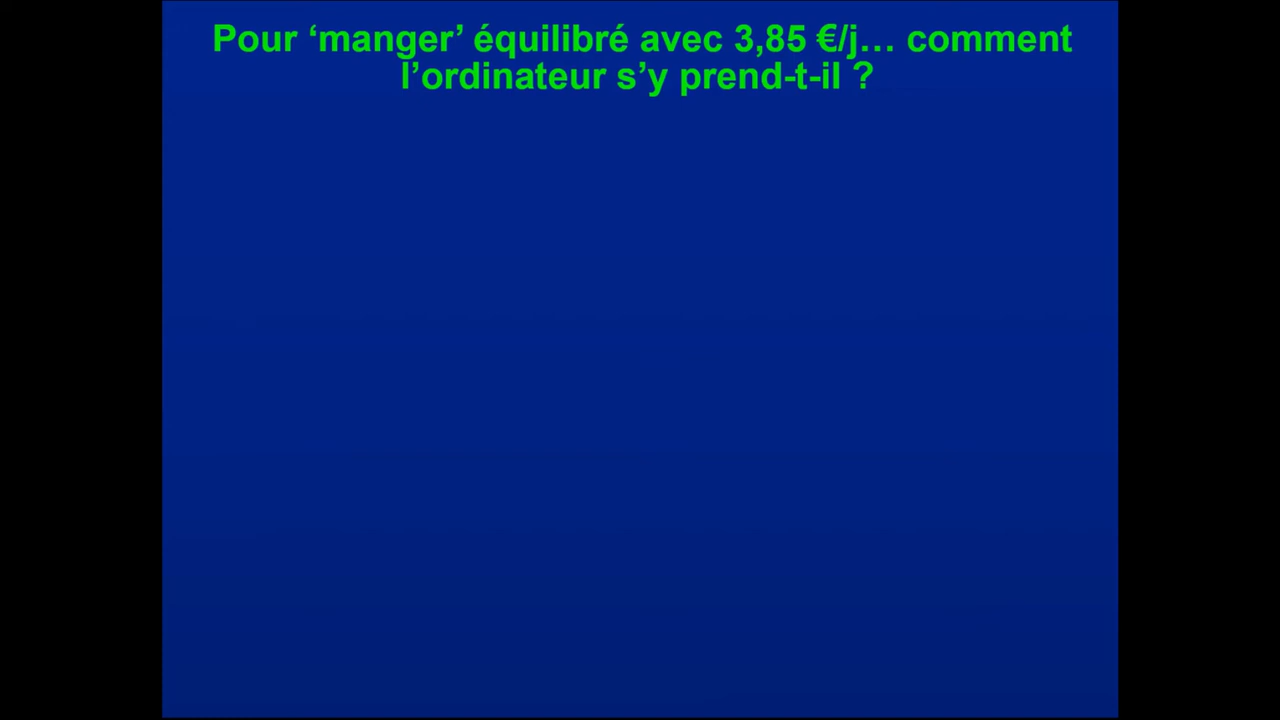 Pour ‘manger’ équilibré avec 3,85 €/j… comment
l’ordinateur s’y prend-t-il ?